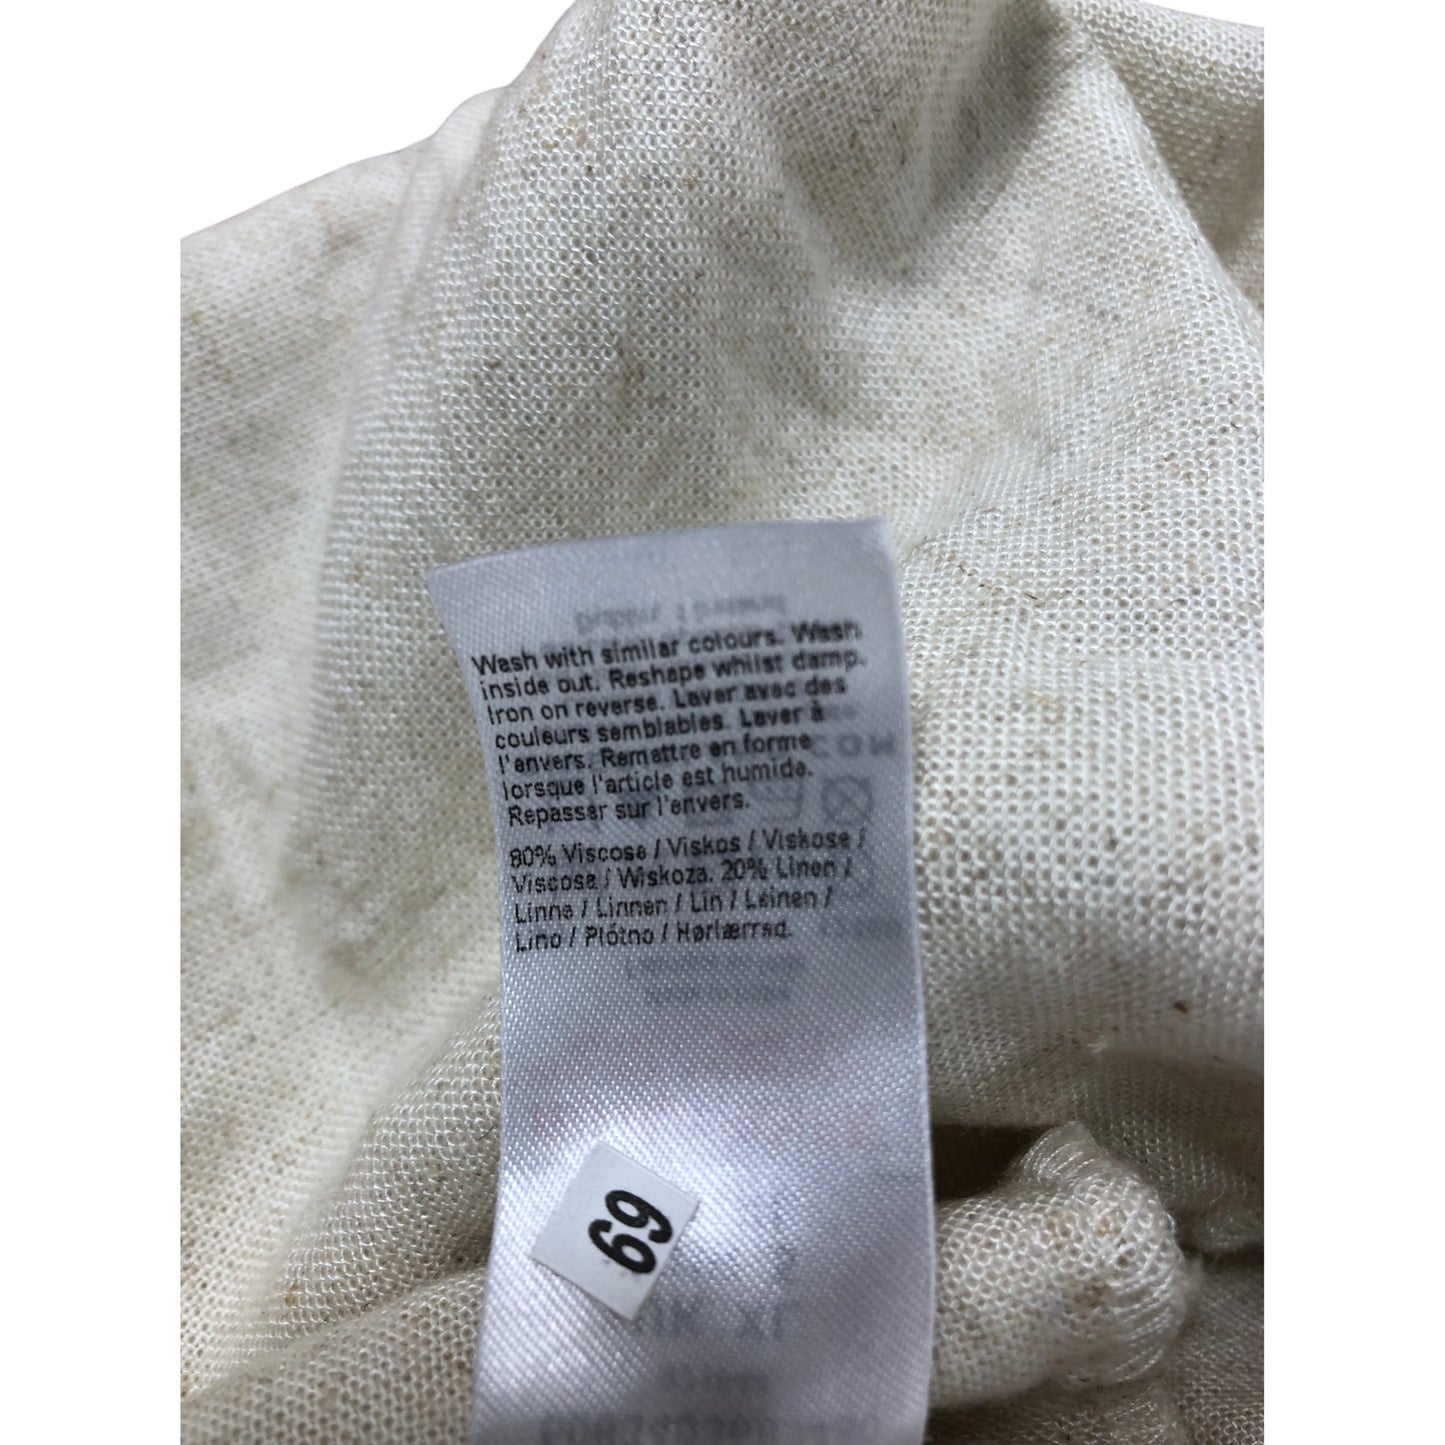 Wash with similar colours. Wash
inside out. Reshape whilst damp.
Iron on reverse. Laver avec des
couleurs semblables. Laver à
l'envers. Remettre en forme
lorsque l'article est humide.
Repasser sur l'envers.
80% Viscose / Viskos / Viskose /
Viscosa / Wiskoza. 20% Linen /
Linne / Linnen / Lin / Leinen /
Lino / Płótno / Hørlærred.
69